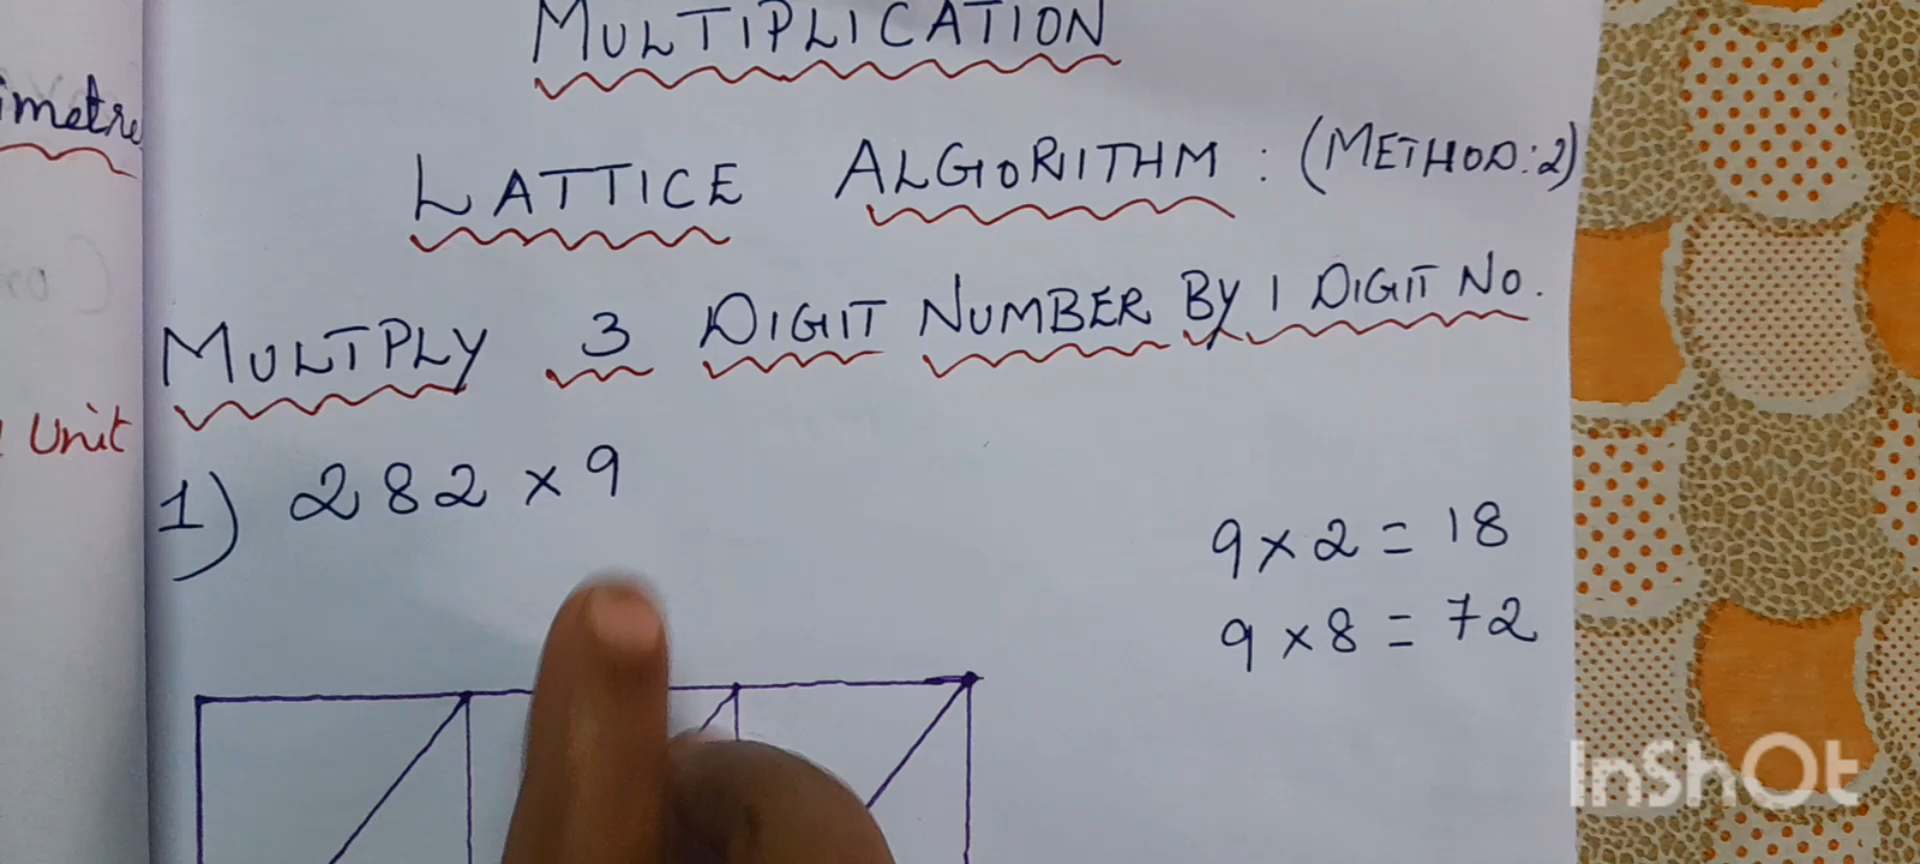 MULTIPLICATION
LATTICE ALGORITHM : (METHOD:2)
MULTPLY 3 DIGIT NUMBER BY 1 DIGIT NO.
1) 282 × 9
9 × 2 = 18
9 × 8 = 72
imetre
Unit
InShOt